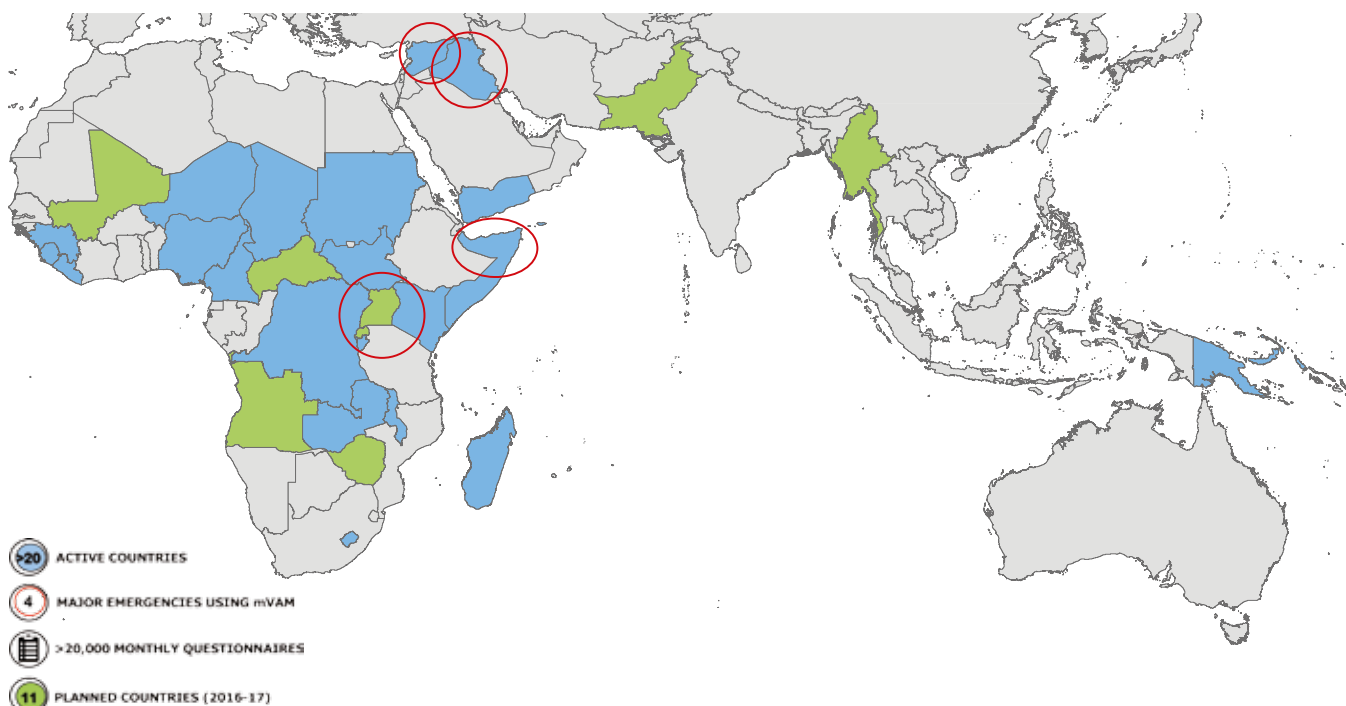 >20 ACTIVE COUNTRIES
4 MAJOR EMERGENCIES USING mVAM
>20,000 MONTHLY QUESTIONNAIRES
11 PLANNED COUNTRIES (2016-17)